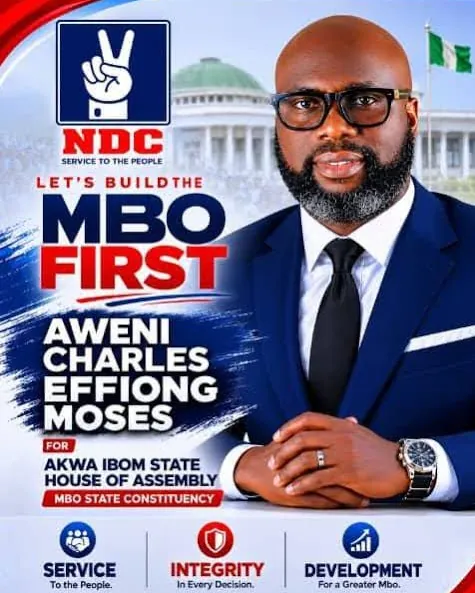 NDC
SERVICE TO THE PEOPLE
LET'S BUILD THE
MBO
FIRST
AWENI
CHARLES
EFFIONG
MOSES
FOR
AKWA IBOM STATE
HOUSE OF ASSEMBLY
MBO STATE CONSTITUENCY
SERVICE
To the People.
INTEGRITY
In Every Decision.
DEVELOPMENT
For a Greater Mbo.